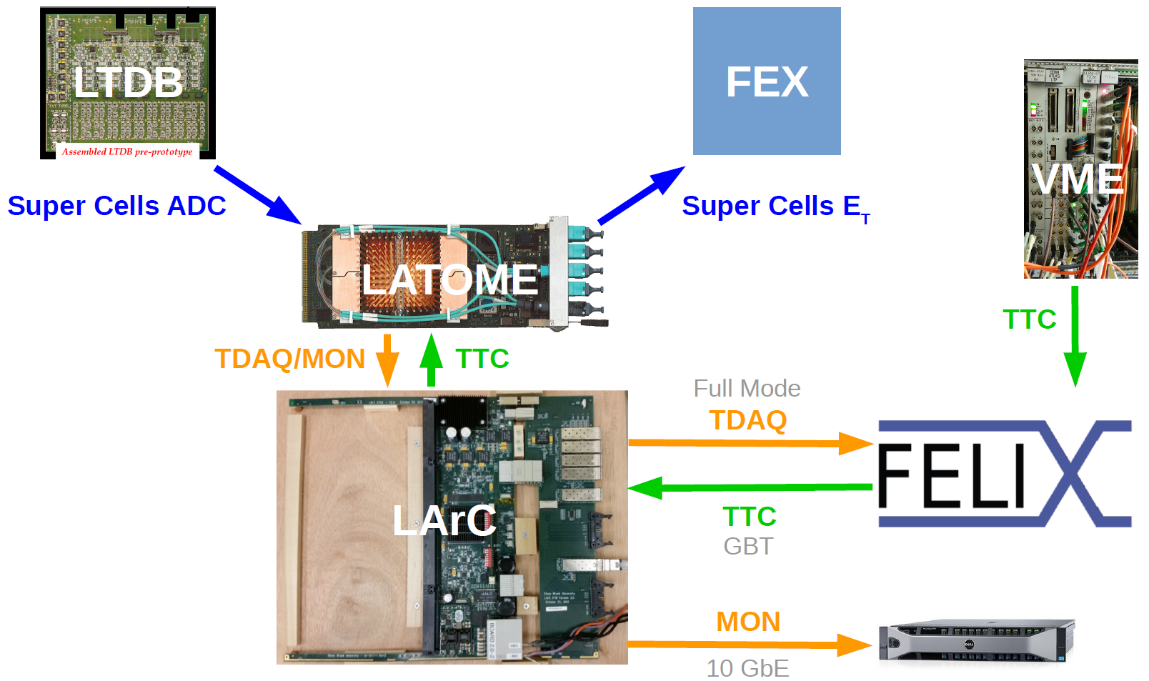 LTDB
Assembled LTDB pre-prototype
FEX
VME
Super Cells ADC
Super Cells E_T
LATOME
TTC
TDAQ/MON
TTC
Full Mode
TDAQ
FELIX
LArC
TTC
GBT
MON
10 GbE